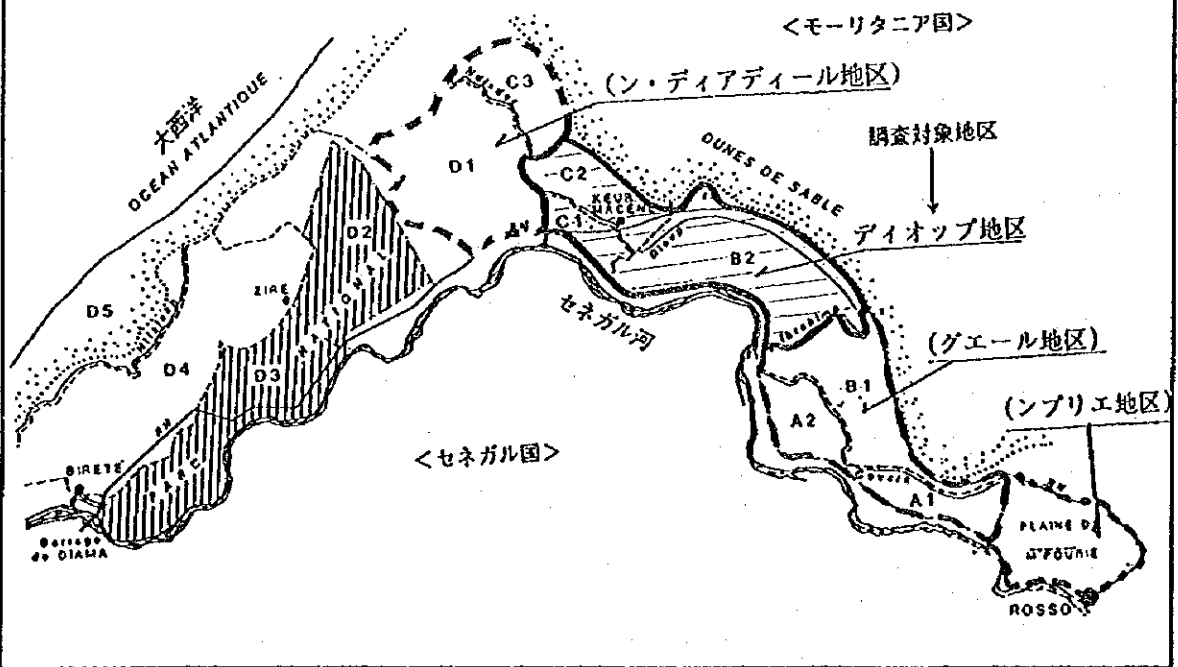 <モーリタニア国>
(ン・ディアディール地区)
C3
大西洋
OCEAN ATLANTIQUE
調査対象地区
DUNES DE SABLE
D1
C2
KEUR
MACENE
C1
ディオップ地区
D2
B2
ZIRE
セネガル河
D5
(グエール地区)
D4
D3
B1
(ンプリエ地区)
A2
<セネガル国>
A1
PLAINE DE
M'POURIE
BIRETE
Barrage
de DIAMA
PARC
NATIONAL
ROSSO